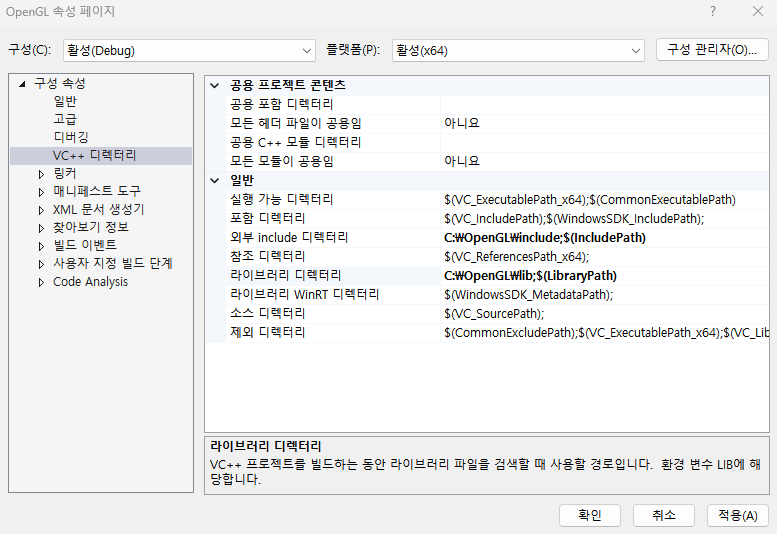 OpenGL 속성 페이지
구성(C): 활성(Debug) 플랫폼(P): 활성(x64) 구성 관리자(O)...
구성 속성
일반
고급
디버깅
VC++ 디렉터리
링커
매니페스트 도구
XML 문서 생성기
찾아보기 정보
빌드 이벤트
사용자 지정 빌드 단계
Code Analysis
공용 프로젝트 콘텐츠
공용 포함 디렉터리
모든 헤더 파일이 공용임 아니요
공용 C++ 모듈 디렉터리
모든 모듈이 공용임 아니요
일반
실행 가능 디렉터리 $(VC_ExecutablePath_x64);$(CommonExecutablePath)
포함 디렉터리 $(VC_IncludePath);$(WindowsSDK_IncludePath);
외부 include 디렉터리 C:₩OpenGL₩include;$(IncludePath)
참조 디렉터리 $(VC_ReferencesPath_x64);
라이브러리 디렉터리 C:₩OpenGL₩lib;$(LibraryPath)
라이브러리 WinRT 디렉터리 $(WindowsSDK_MetadataPath);
소스 디렉터리 $(VC_SourcePath);
제외 디렉터리 $(CommonExcludePath);$(VC_ExecutablePath_x64);$(VC_Lib
라이브러리 디렉터리
VC++ 프로젝트를 빌드하는 동안 라이브러리 파일을 검색할 때 사용할 경로입니다. 환경 변수 LIB에 해
당합니다.
확인 취소 적용(A)